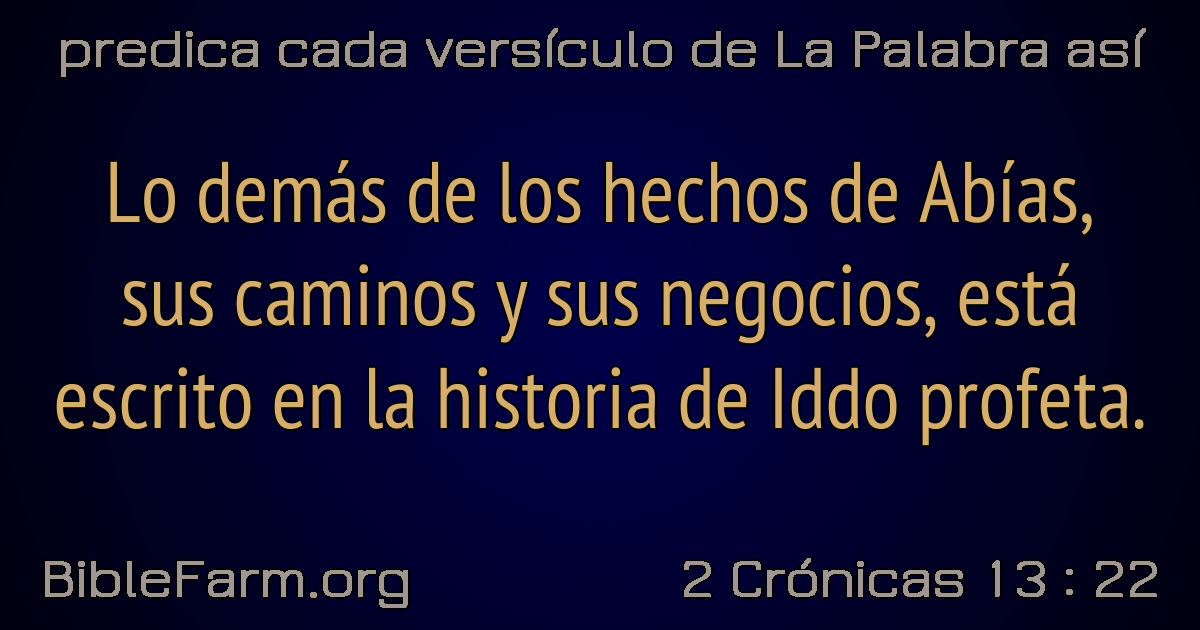 predica cada versículo de La Palabra así
Lo demás de los hechos de Abías,
sus caminos y sus negocios, está
escrito en la historia de Iddo profeta.
BibleFarm.org
2 Crónicas 13 : 22